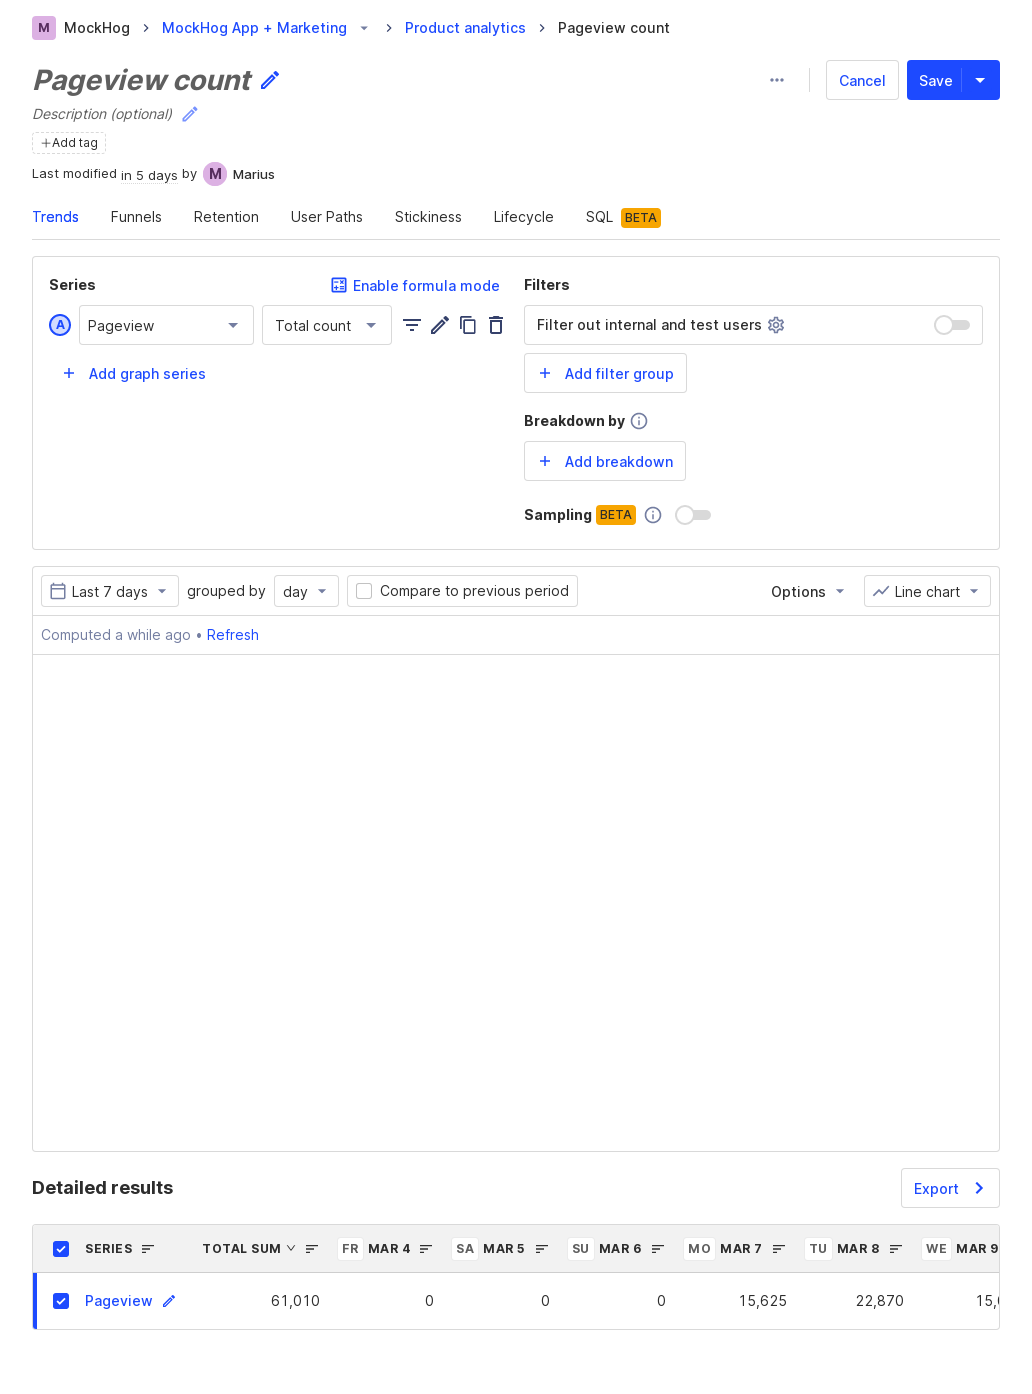 M MockHog > MockHog App + Marketing > Product analytics > Pageview count
Pageview count
Cancel Save
Description (optional)
+Add tag
Last modified in 5 days by M Marius
Trends Funnels Retention User Paths Stickiness Lifecycle SQL BETA
Series Enable formula mode Filters
A Pageview Total count Filter out internal and test users
+ Add graph series + Add filter group
Breakdown by
+ Add breakdown
Sampling BETA
Last 7 days grouped by day Compare to previous period Options Line chart
Computed a while ago • Refresh
Detailed results Export
SERIES TOTAL SUM FR MAR 4 SA MAR 5 SU MAR 6 MO MAR 7 TU MAR 8 WE MAR 9
Pageview 61,010 0 0 0 15,625 22,870